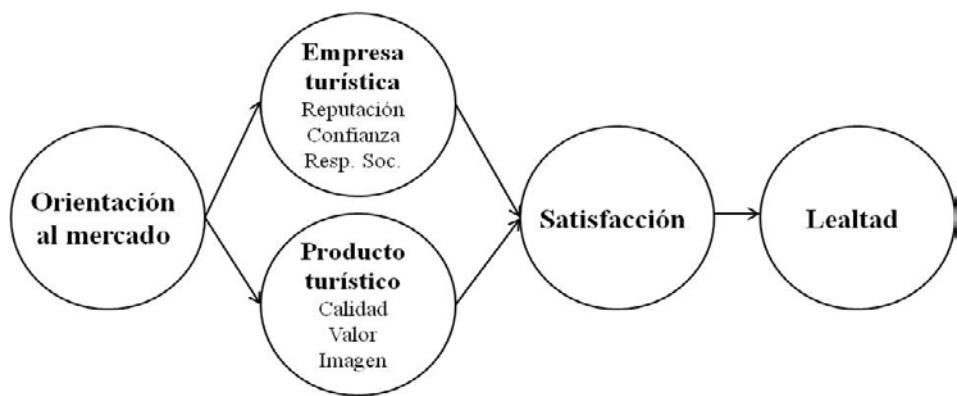 Orientación
al mercado
Empresa
turística
Reputación
Confianza
Resp. Soc.
Producto
turístico
Calidad
Valor
Imagen
Satisfacción
Lealtad